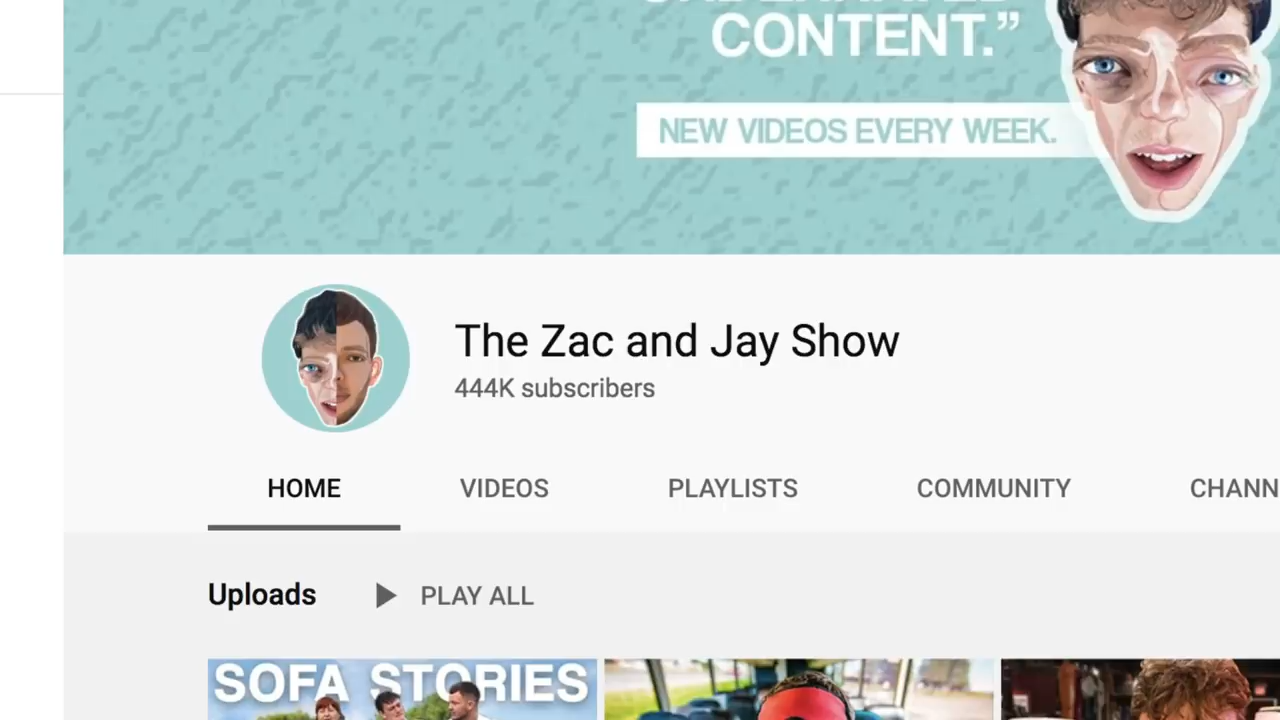 CONTENT.”
NEW VIDEOS EVERY WEEK.
The Zac and Jay Show
444K subscribers
HOME VIDEOS PLAYLISTS COMMUNITY CHANN
Uploads PLAY ALL
SOFA STORIES